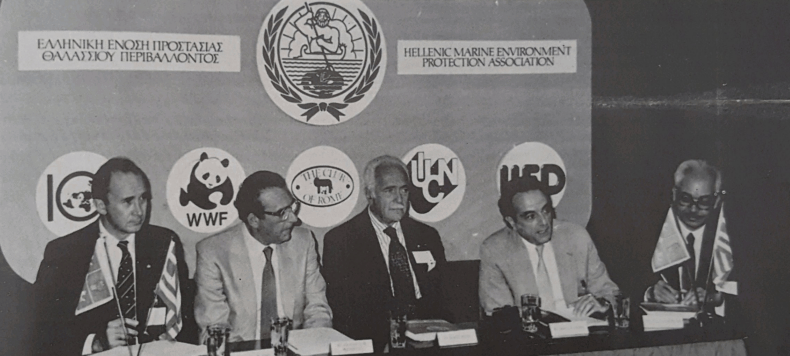 ΕΛΛΗΝΙΚΗ ΕΝΩΣΗ ΠΡΟΣΤΑΣΙΑΣ
ΘΑΛΑΣΣΙΟΥ ΠΕΡΙΒΑΛΛΟΝΤΟΣ
HELLENIC MARINE ENVIRONMENT
PROTECTION ASSOCIATION
WWF
THE CLUB
OF ROME
IUCN